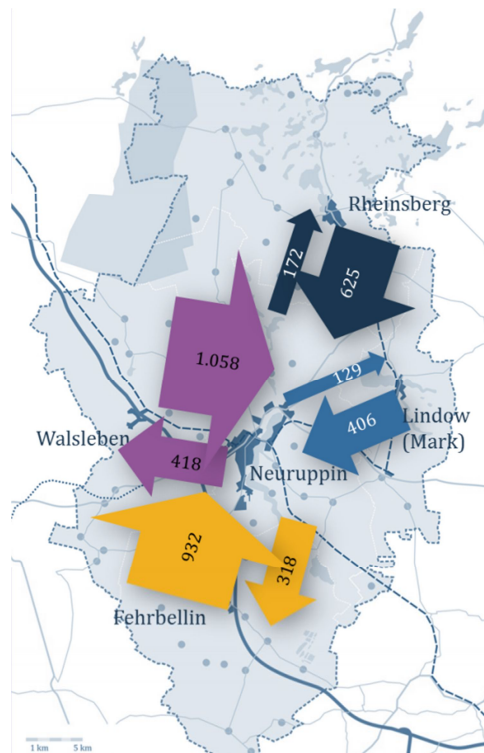 Rheinsberg
172
625
1.058
129
406
Lindow
(Mark)
Walsleben
418
Neuruppin
932
318
Fehrbellin
1 km
5 km